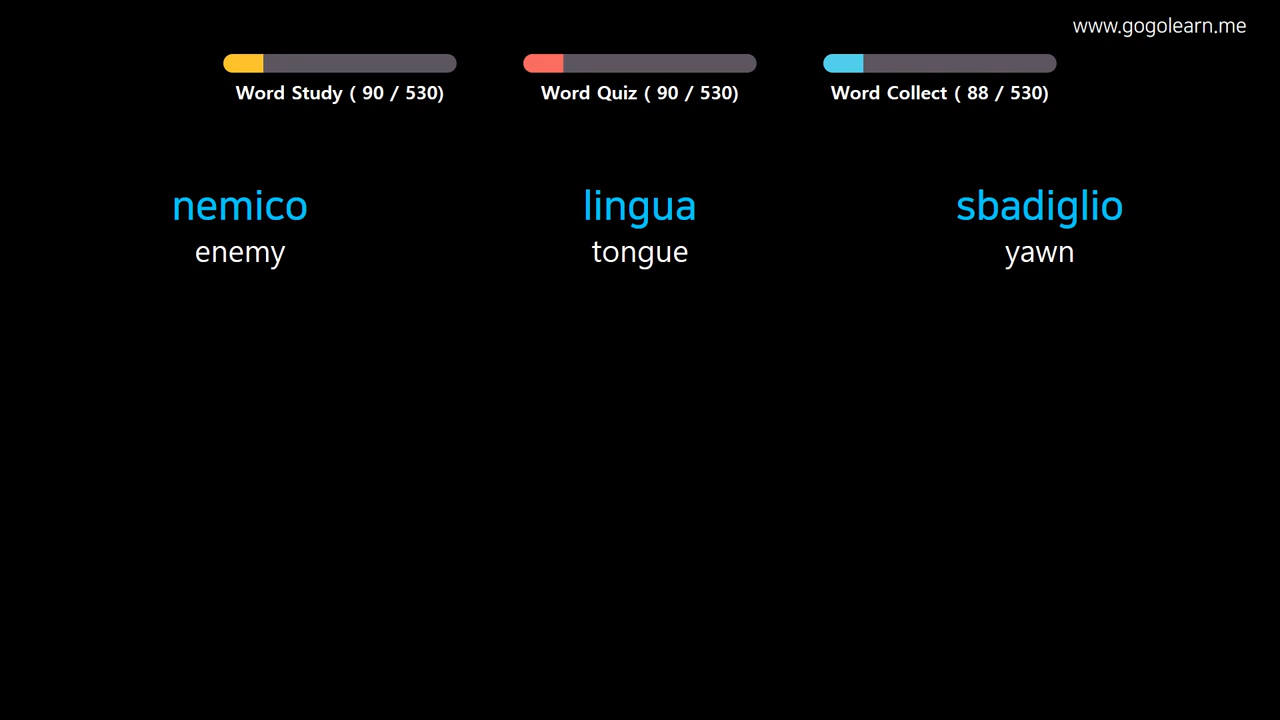 www.gogolearn.me
Word Study ( 90 / 530)
Word Quiz ( 90 / 530)
Word Collect ( 88 / 530)
nemico
enemy
lingua
tongue
sbadiglio
yawn